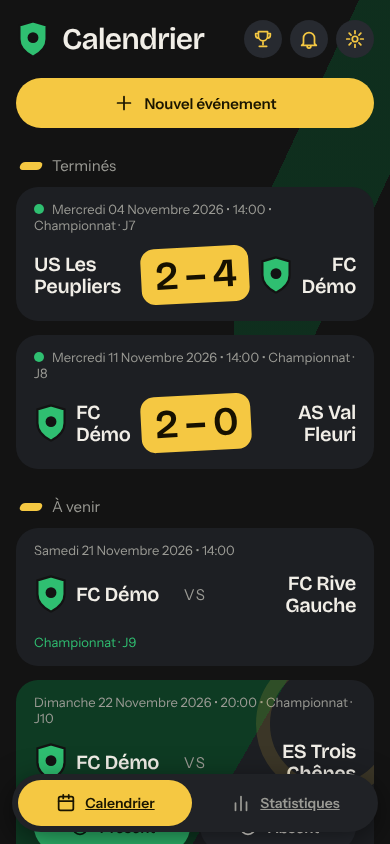 Calendrier
Nouvel événement
Terminés
Mercredi 04 Novembre 2026 • 14:00 •
Championnat · J7
US Les
Peupliers
2 – 4
FC
Démo
Mercredi 11 Novembre 2026 • 14:00 • Championnat ·
J8
FC
Démo
2 – 0
AS Val
Fleuri
À venir
Samedi 21 Novembre 2026 • 14:00
FC Démo
VS
FC Rive
Gauche
Championnat · J9
Dimanche 22 Novembre 2026 • 20:00 • Championnat ·
J10
FC Démo
VS
ES Trois
Chênes
Calendrier
Statistiques